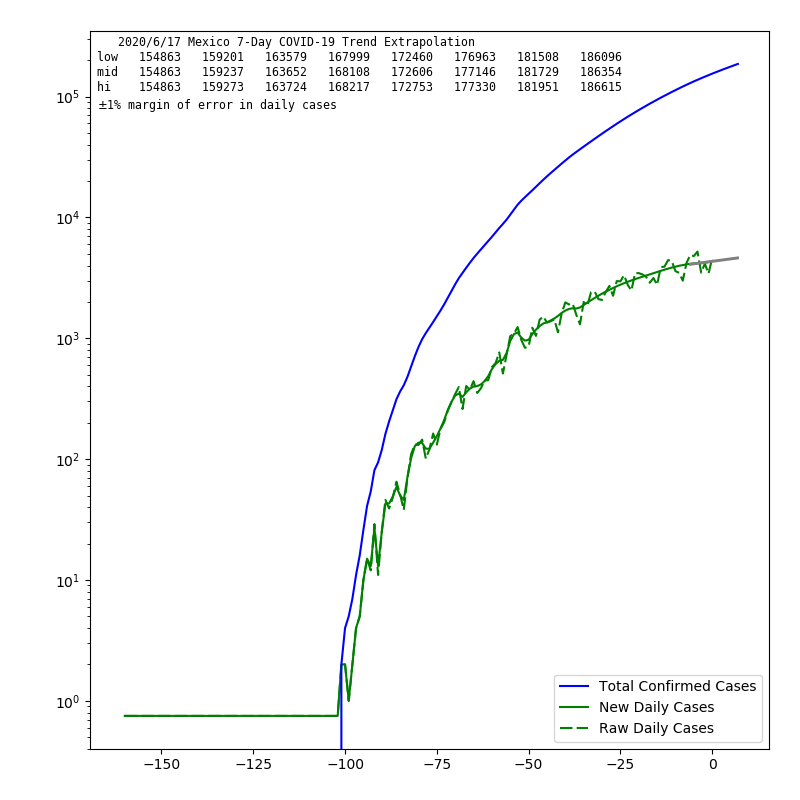 2020/6/17 Mexico 7-Day COVID-19 Trend Extrapolation
low 154863 159201 163579 167999 172460 176963 181508 186096
mid 154863 159237 163652 168108 172606 177146 181729 186354
hi 154863 159273 163724 168217 172753 177330 181951 186615
±1% margin of error in daily cases
10⁵
10⁴
10³
10²
10¹
10⁰
Total Confirmed Cases
New Daily Cases
Raw Daily Cases
−150 −125 −100 −75 −50 −25 0